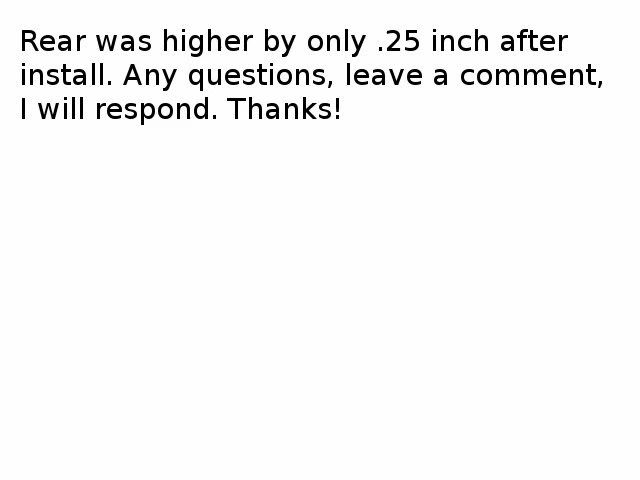 Rear was higher by only .25 inch after
install. Any questions, leave a comment,
I will respond. Thanks!